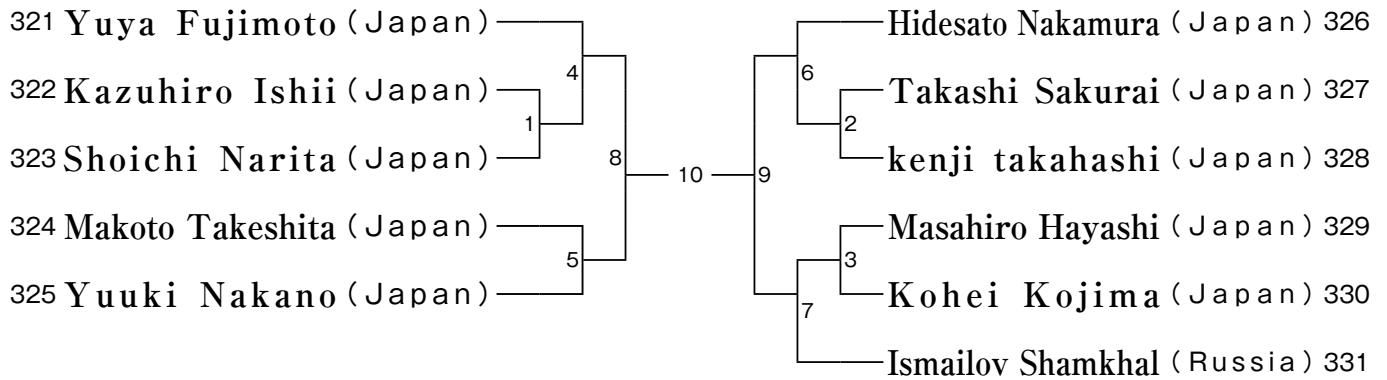 321 Yuya Fujimoto (Japan)
322 Kazuhiro Ishii (Japan)
323 Shoichi Narita (Japan)
324 Makoto Takeshita (Japan)
325 Yuuki Nakano (Japan)
4
1
8
5
10
9
6
2
3
7
Hidesato Nakamura (Japan) 326
Takashi Sakurai (Japan) 327
kenji takahashi (Japan) 328
Masahiro Hayashi (Japan) 329
Kohei Kojima (Japan) 330
Ismailov Shamkhal (Russia) 331